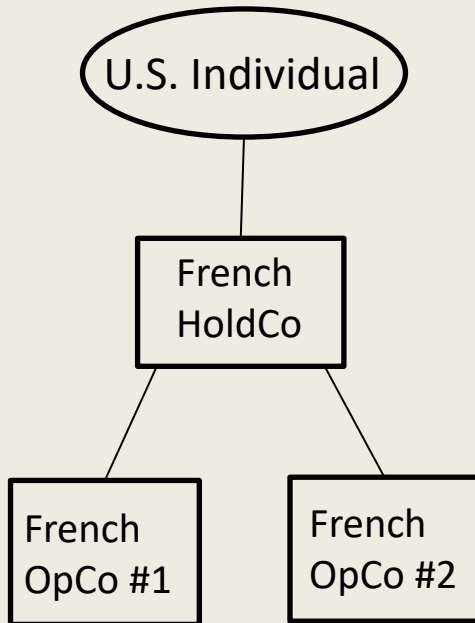 U.S. Individual
French
HoldCo
French
OpCo #1
French
OpCo #2